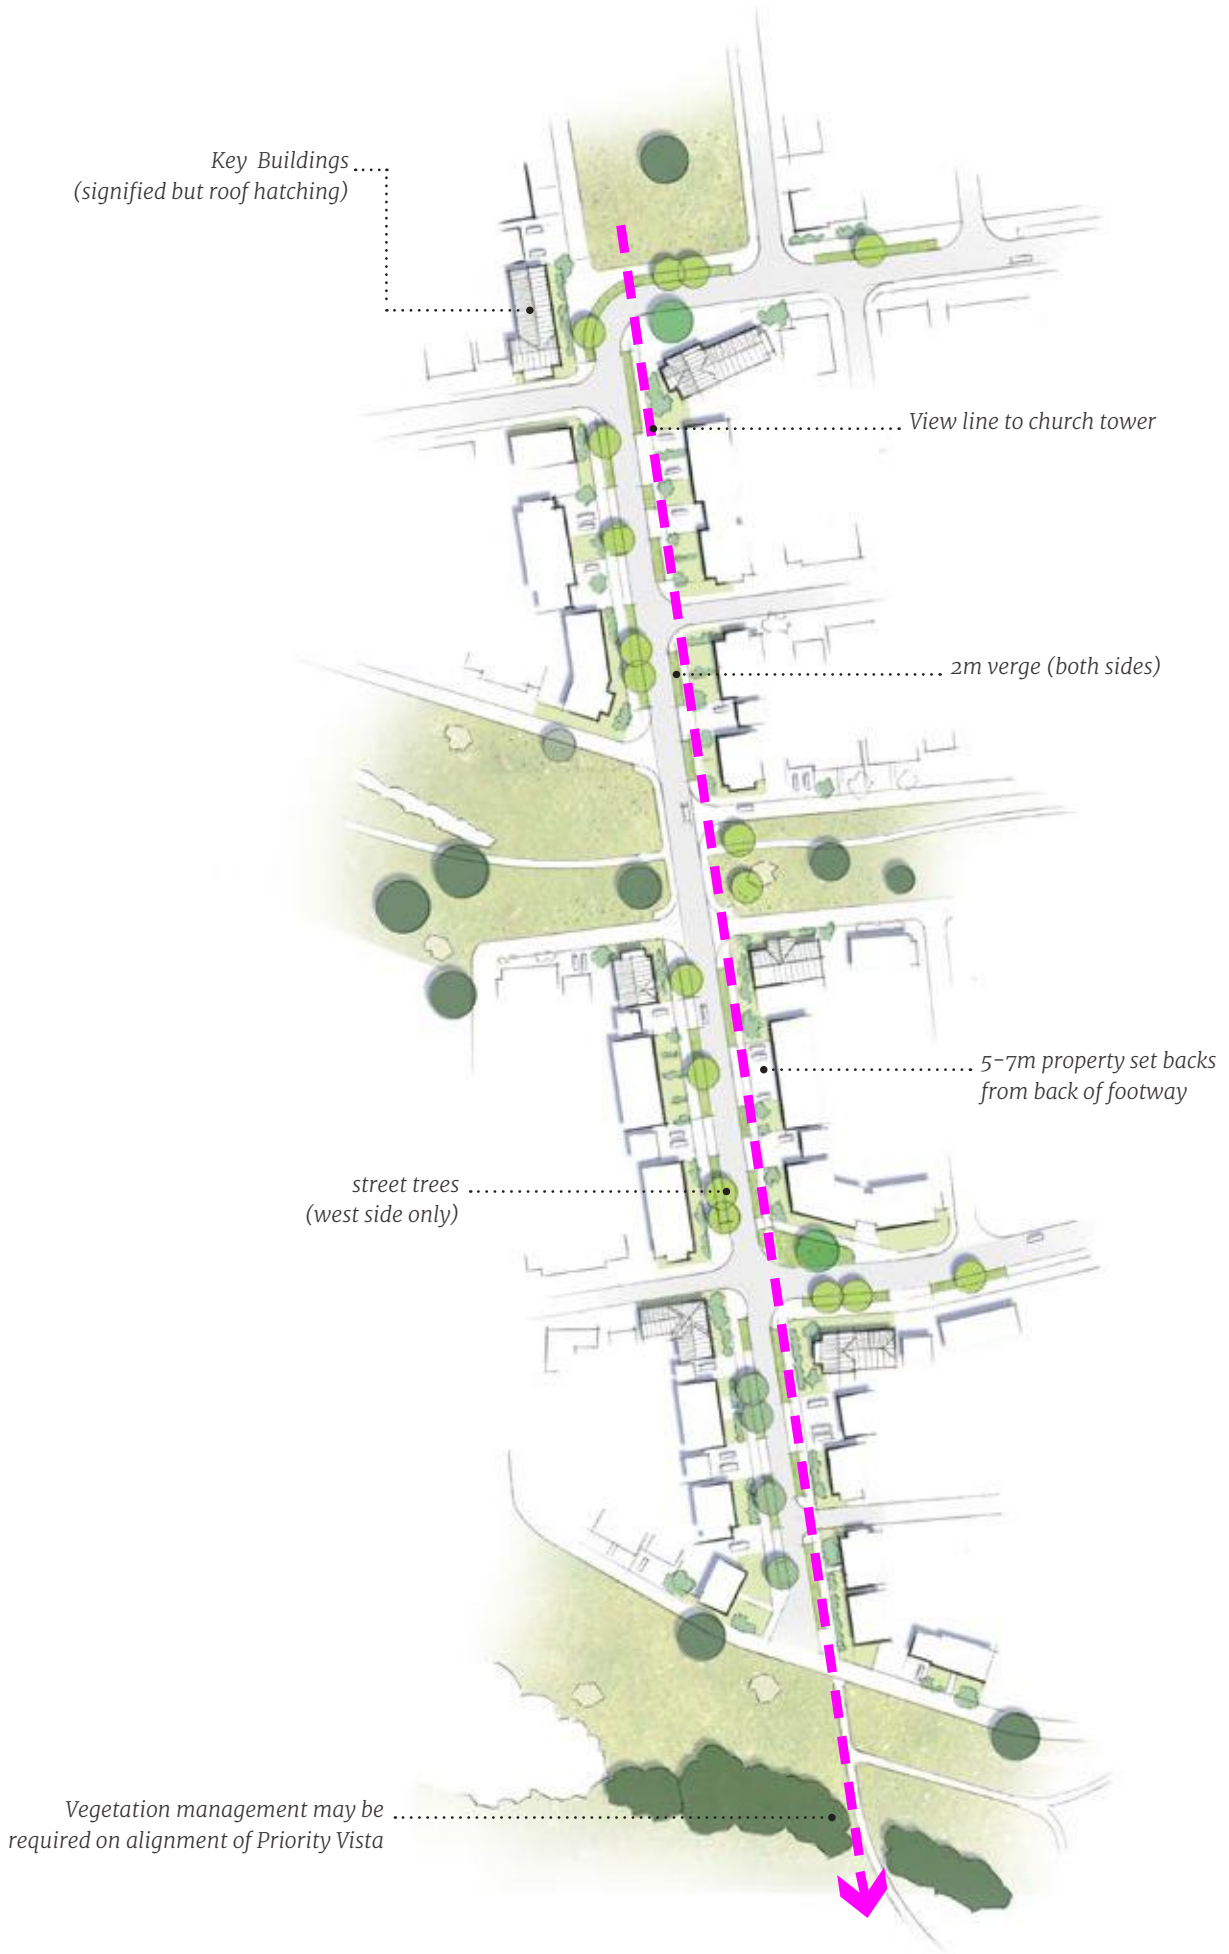 Key Buildings
(signified but roof hatching)
View line to church tower
2m verge (both sides)
5-7m property set backs
from back of footway
street trees
(west side only)
Vegetation management may be
required on alignment of Priority Vista